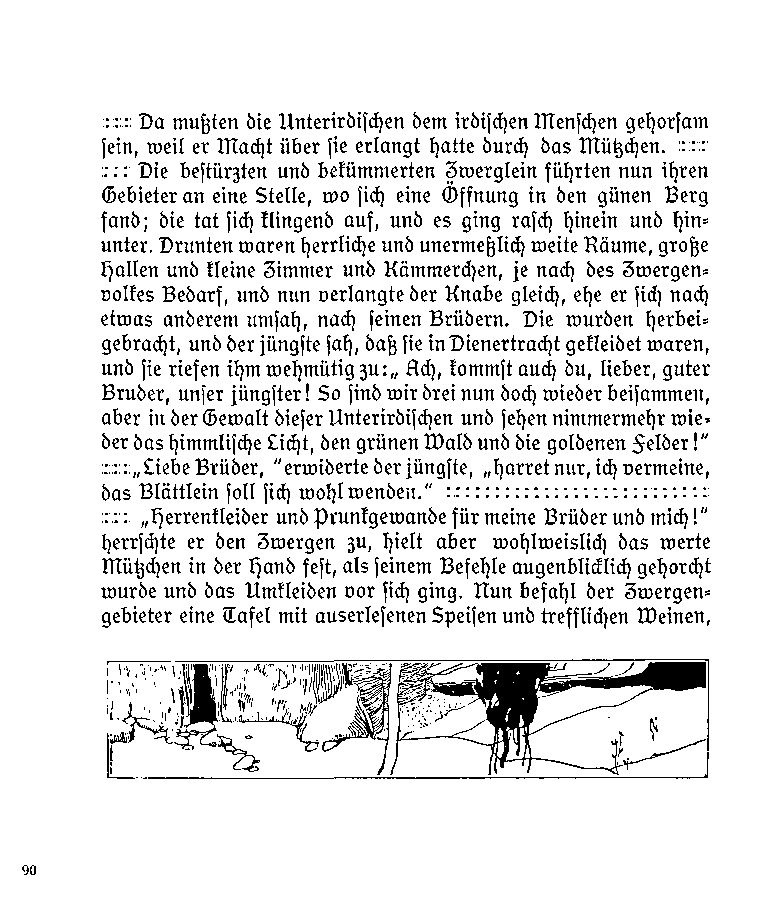 :::: Da mußten die Unterirdischen dem irdischen Menschen gehorsam
sein, weil er Macht über sie erlangt hatte durch das Mützchen. ::::
:::: Die bestürzten und bekümmerten Zwerglein führten nun ihren
Gebieter an eine Stelle, wo sich eine Öffnung in den günen Berg
fand; die tat sich klingend auf, und es ging rasch hinein und hin=
unter. Drunten waren herrliche und unermeßlich weite Räume, große
Hallen und kleine Zimmer und Kämmerchen, je nach des Zwergen=
volkes Bedarf, und nun verlangte der Knabe gleich, ehe er sich nach
etwas anderem umsah, nach seinen Brüdern. Die wurden herbei=
gebracht, und der jüngste sah, daß sie in Dienertracht gekleidet waren,
und sie riefen ihm wehmütig zu: „Ach, kommst auch du, lieber, guter
Bruder, unser jüngster! So sind wir drei nun doch wieder beisammen,
aber in der Gewalt dieser Unterirdischen und sehen nimmermehr wie=
der das himmlische Licht, den grünen Wald und die goldenen Felder!"
:::: „Liebe Brüder, "erwiderte der jüngste, „harret nur, ich vermeine,
das Blättlein soll sich wohl wenden." ::::::::::::::::::::::::::
:::: „Herrenkleider und Prunkgewande für meine Brüder und mich!"
herrschte er den Zwergen zu, hielt aber wohlweislich das werte
Mützchen in der Hand fest, als seinem Befehle augenblicklich gehorcht
wurde und das Umkleiden vor sich ging. Nun befahl der Zwergen=
gebieter eine Tafel mit auserlesenen Speisen und trefflichen Weinen,
90